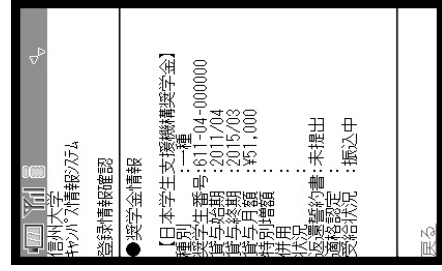 信州大学
ｷｬﾝﾊﾟｽ情報ｼｽﾃﾑ
登録情報確認
●奨学金情報
【日本学生支援機構奨学金】
種別　　　:一種
奨学生番号:611-04-000000
貸与始期　:2011/04
貸与終期　:2015/03
貸与月額　:¥51,000
特別増額　:
併用　　　:
状況　　　:
返還誓約書:未提出
適格認定　:
受給状況　:振込中
戻る